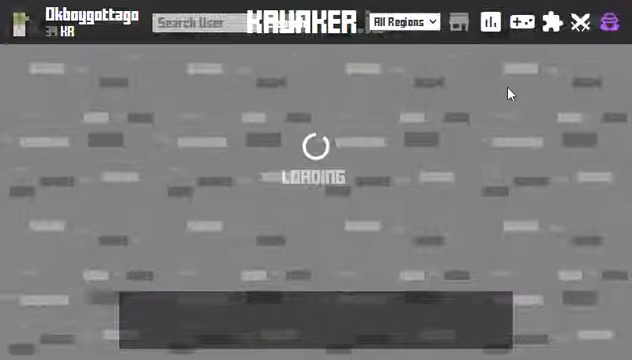 Okboygottago
34 KR
Search User
KAWAKER
All Regions
LOADING